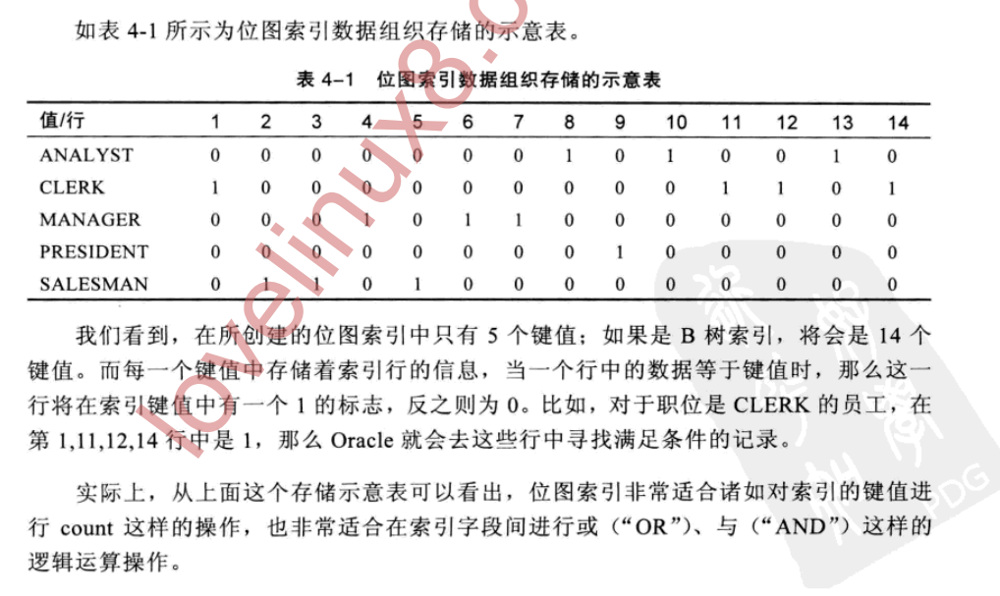 如表 4-1 所示为位图索引数据组织存储的示意表。
表 4-1 位图索引数据组织存储的示意表
值/行 1 2 3 4 5 6 7 8 9 10 11 12 13 14
ANALYST 0 0 0 0 0 0 0 1 0 1 0 0 1 0
CLERK 1 0 0 0 0 0 0 0 0 0 1 1 0 1
MANAGER 0 0 0 1 0 1 1 0 0 0 0 0 0 0
PRESIDENT 0 0 0 0 0 0 0 0 1 0 0 0 0 0
SALESMAN 0 1 1 0 1 0 0 0 0 0 0 0 0 0
我们看到，在所创建的位图索引中只有 5 个键值；如果是 B 树索引，将会是 14 个
键值。而每一个键值中存储着索引行的信息，当一个行中的数据等于键值时，那么这一
行将在索引键值中有一个 1 的标志，反之则为 0。比如，对于职位是 CLERK 的员工，在
第 1,11,12,14 行中是 1，那么 Oracle 就会去这些行中寻找满足条件的记录。
实际上，从上面这个存储示意表可以看出，位图索引非常适合诸如对索引的键值进
行 count 这样的操作，也非常适合在索引字段间进行或（“OR”）、与（“AND”）这样的
逻辑运算操作。
lovelinux8.
PDG